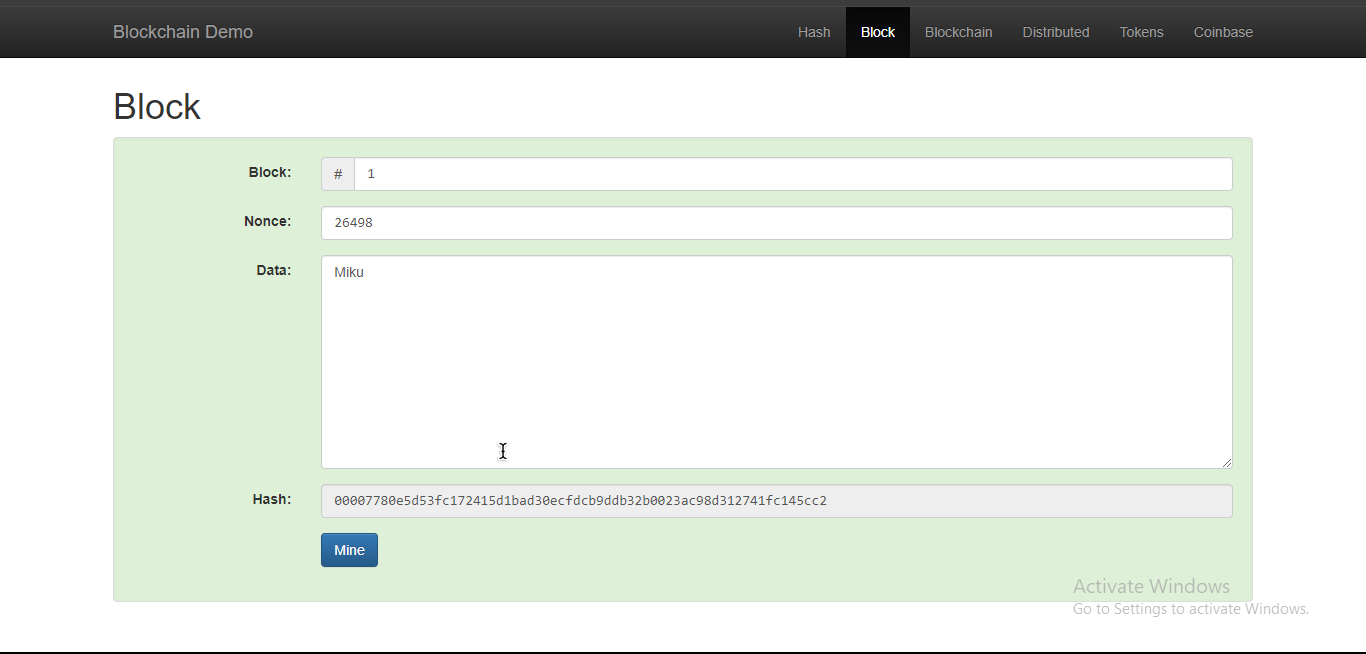 Blockchain Demo Hash Block Blockchain Distributed Tokens Coinbase
Block
Block: # 1
Nonce: 26498
Data: Miku
Hash: 00007780e5d53fc172415d1bad30ecfdcb9ddb32b0023ac98d312741fc145cc2
Mine
Activate Windows
Go to Settings to activate Windows.